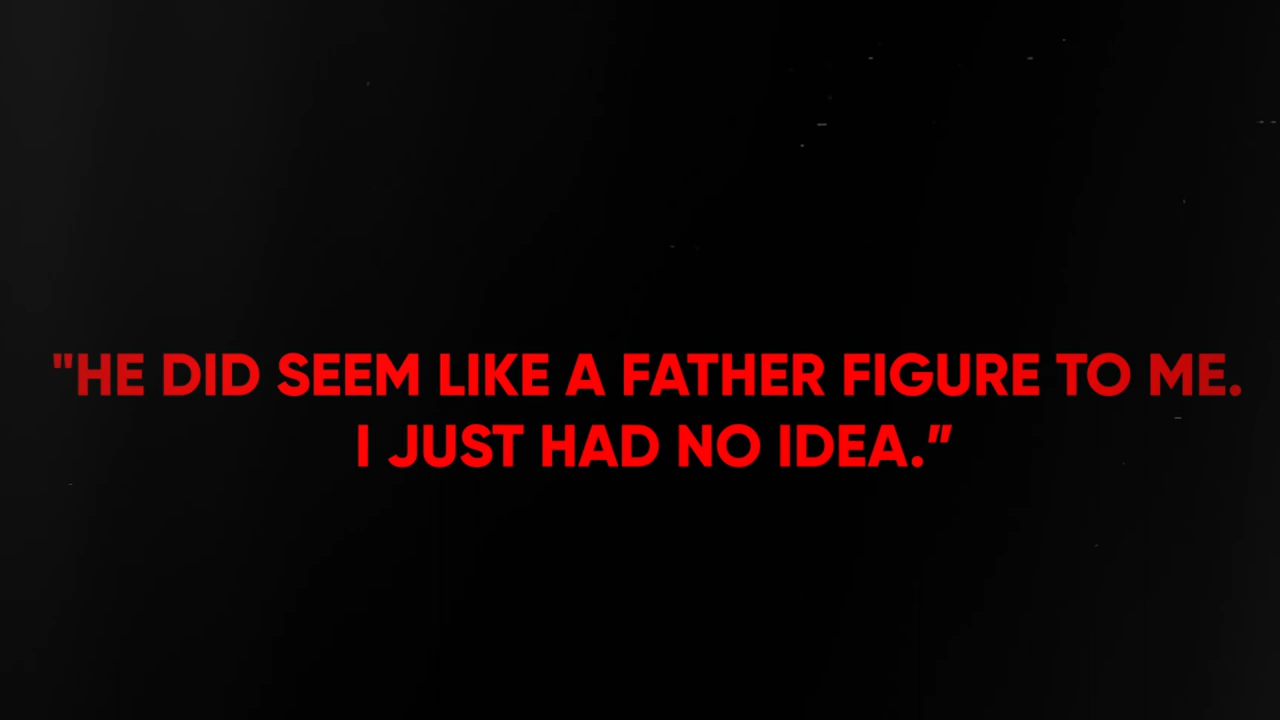 "HE DID SEEM LIKE A FATHER FIGURE TO ME.
I JUST HAD NO IDEA.”